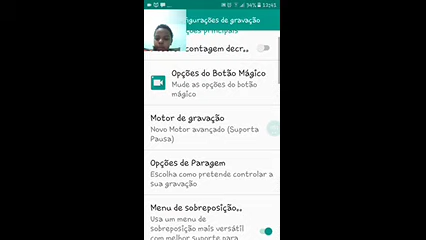 34% 13:41
figurações de gravação
ções principais
contagem decr..
Opções do Botão Mágico
Mude as opções do botão
mágico
Motor de gravação
Novo Motor avançado (Suporta
Pausa)
Opções de Paragem
Escolha como pretende controlar a
sua gravação
Menu de sobreposição..
Usa um menu de
sobreposição mais versátil
com melhor suporte para